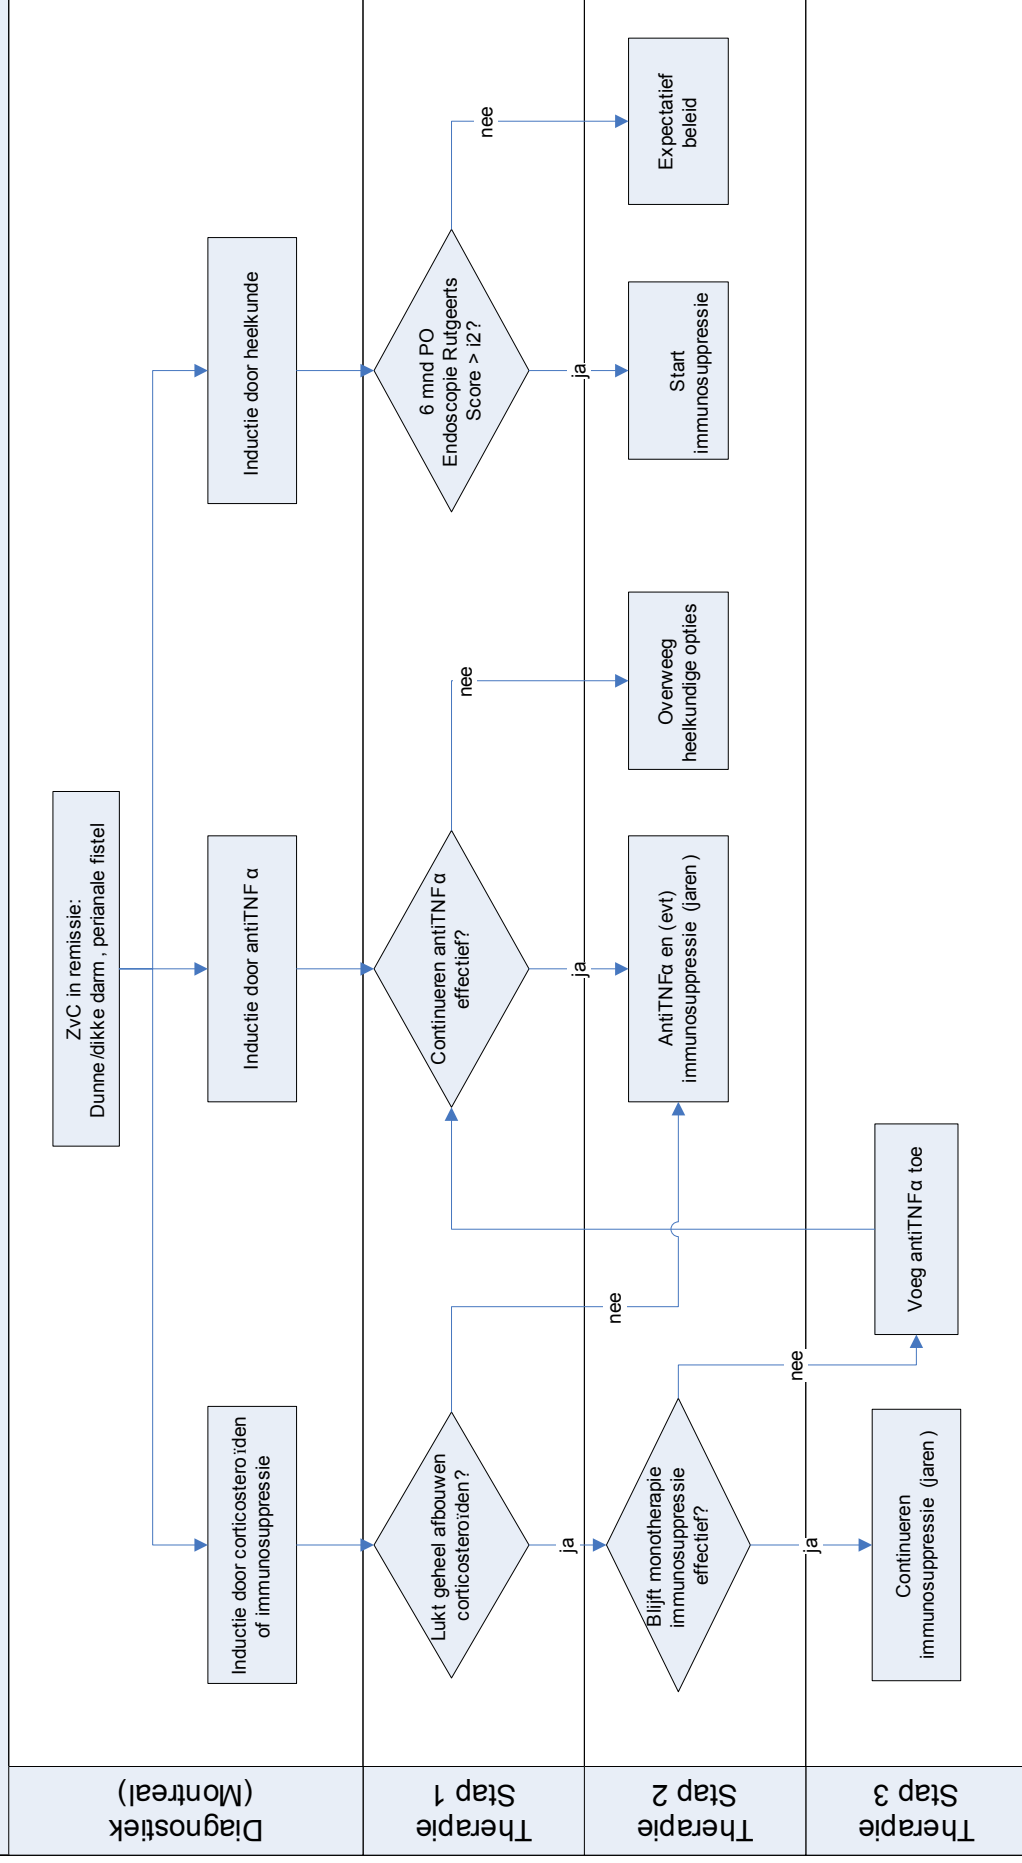 Diagnostiek
(Montreal)
ZvC in remissie:
Dunne/dikke darm, perianale fistel
Inductie door corticosteroïden
of immunosuppressie
Inductie door antiTNF α
Inductie door heelkunde
Therapie
Stap 1
Lukt geheel afbouwen
corticosteroïden?
Continueren antiTNF α
effectief?
6 mnd PO
Endoscopie Rutgeerts
Score > i2?
ja
nee
ja
nee
ja
nee
Therapie
Stap 2
Blijft monotherapie
immunosuppressie
effectief?
AntiTNFα en (evt)
immunosuppressie (jaren)
Overweeg
heelkundige opties
Start
immunosuppressie
Expectatief
beleid
ja
nee
Therapie
Stap 3
Continueren
immunosuppressie (jaren)
Voeg antiTNFα toe